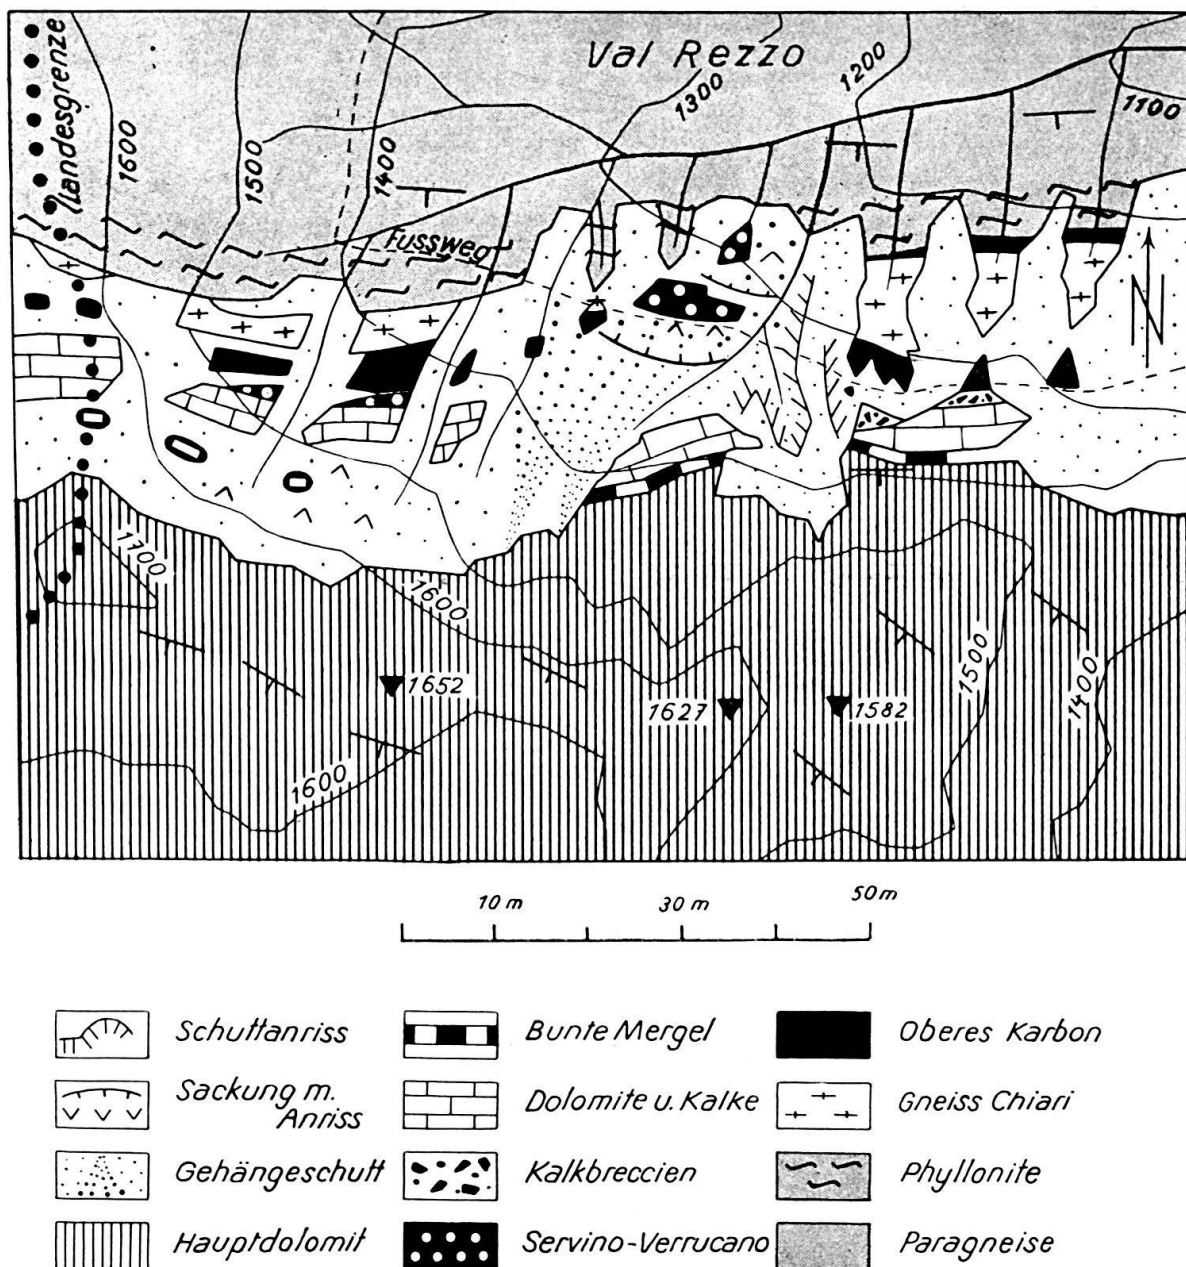 Landesgrenze
Val Rezzo
1600
1500
1400
1300
1200
1100
Fussweg
N
1700
1600
1652
1627
1582
1500
1400
1600
10 m
30 m
50 m
Schuttanriss
Sackung m.
Anriss
Gehängeschutt
Hauptdolomit
Bunte Mergel
Dolomite u. Kalke
Kalkbreccien
Servino-Verrucano
Oberes Karbon
Gneiss Chiari
Phyllonite
Paragneise